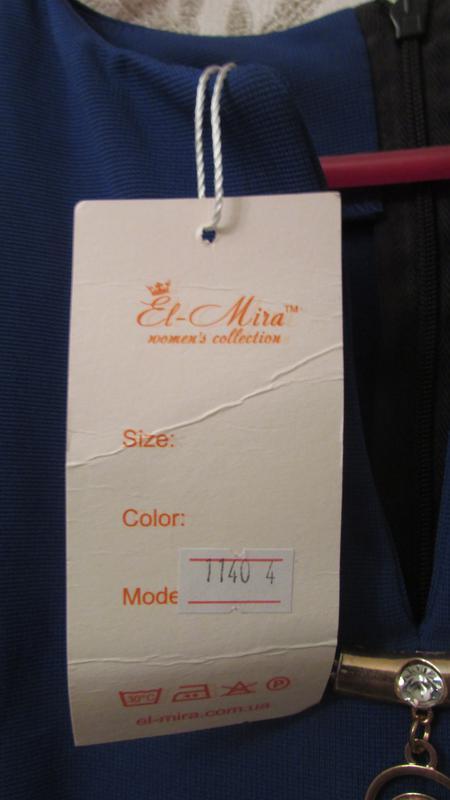 El-Mira™
women's collection
Size:
Color:
1140 4
Mode
30°C P
el-mira.com.ua